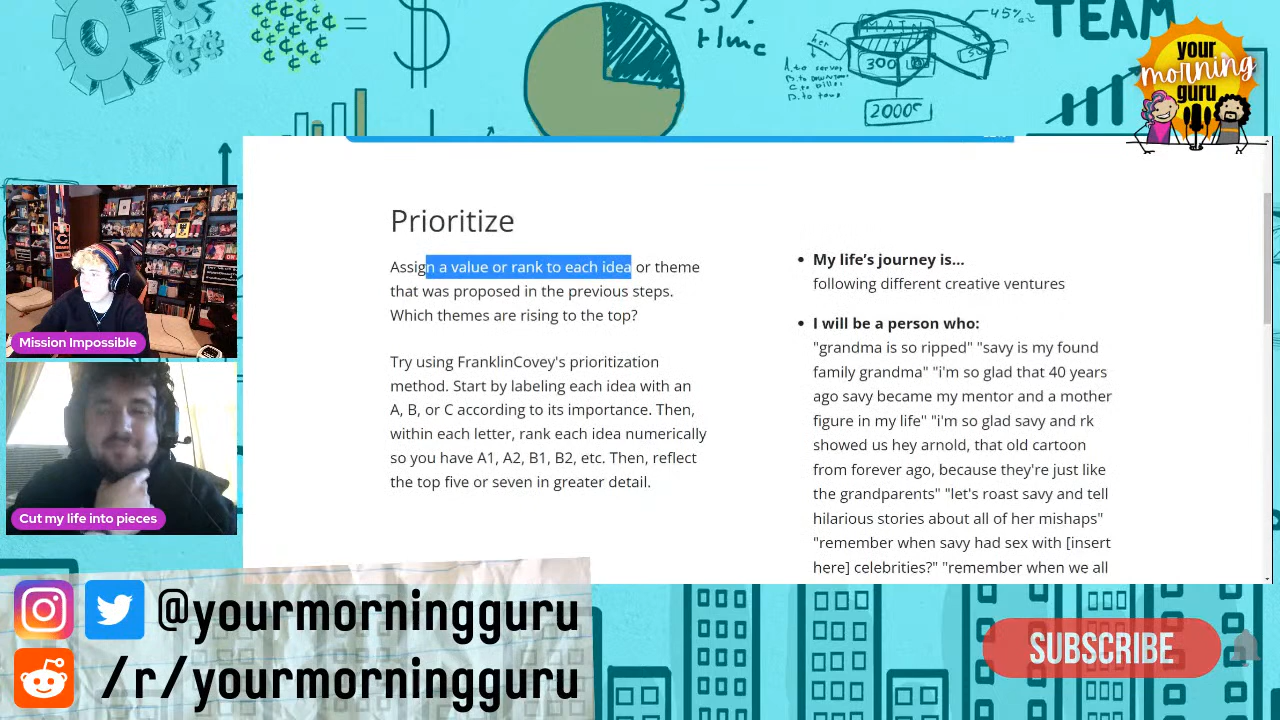 25%
time
TEAM
45%
300
2000
your
morning
guru
Prioritize
Assign a value or rank to each idea or theme
that was proposed in the previous steps.
Which themes are rising to the top?
Try using FranklinCovey's prioritization
method. Start by labeling each idea with an
A, B, or C according to its importance. Then,
within each letter, rank each idea numerically
so you have A1, A2, B1, B2, etc. Then, reflect
the top five or seven in greater detail.
• My life’s journey is...
following different creative ventures
• I will be a person who:
"grandma is so ripped" "savy is my found
family grandma" "i'm so glad that 40 years
ago savy became my mentor and a mother
figure in my life" "i'm so glad savy and rk
showed us hey arnold, that old cartoon
from forever ago, because they're just like
the grandparents" "let's roast savy and tell
hilarious stories about all of her mishaps"
"remember when savy had sex with [insert
here] celebrities?" "remember when we all
Mission Impossible
Cut my life into pieces
@yourmorningguru
/r/yourmorningguru
SUBSCRIBE